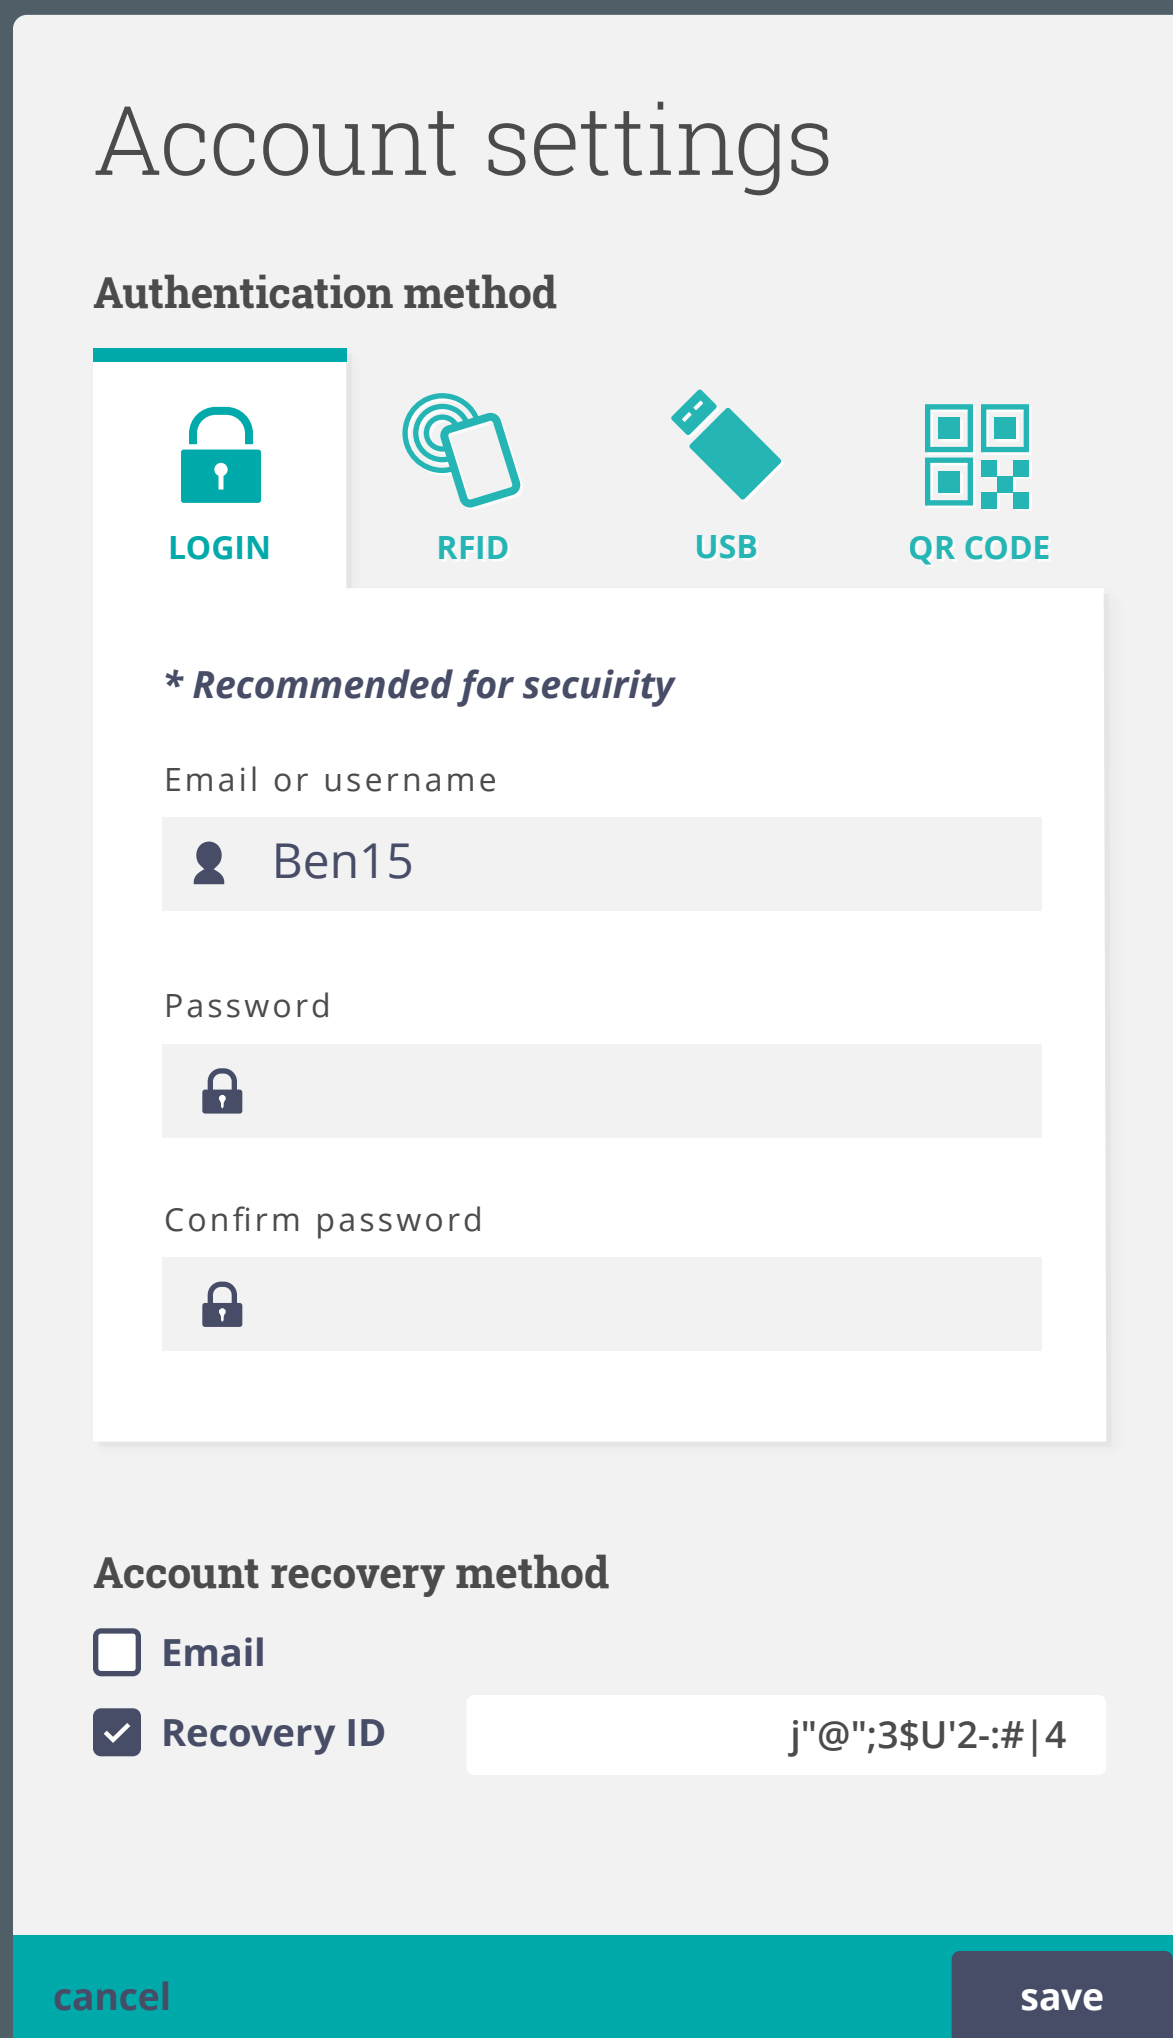 Account settings
Authentication method
LOGIN RFID USB QR CODE
* Recommended for secuirity
Email or username
Ben15
Password
Confirm password
Account recovery method
Email
Recovery ID j"@";3$U'2-:#|4
cancel save